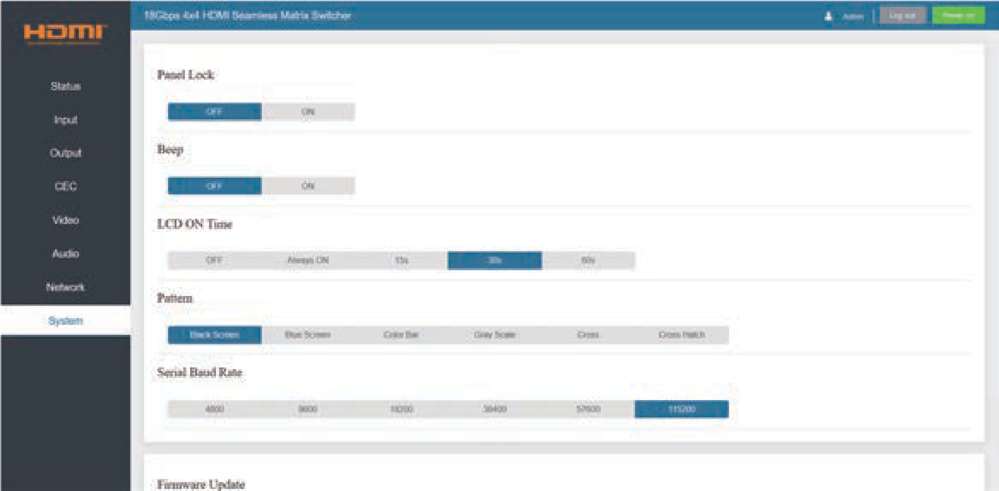 HDMI
18Gbps 4x4 HDMI Seamless Matrix Switcher
Admin
Log out
Power on
Status
Input
Output
CEC
Video
Audio
Network
System
Panel Lock
OFF ON
Beep
OFF ON
LCD ON Time
OFF Always ON 15s 30s 60s
Pattern
Black Screen Blue Screen Color Bar Gray Scale Cross Cross Hatch
Serial Baud Rate
4800 9600 19200 38400 57600 115200
Firmware Update